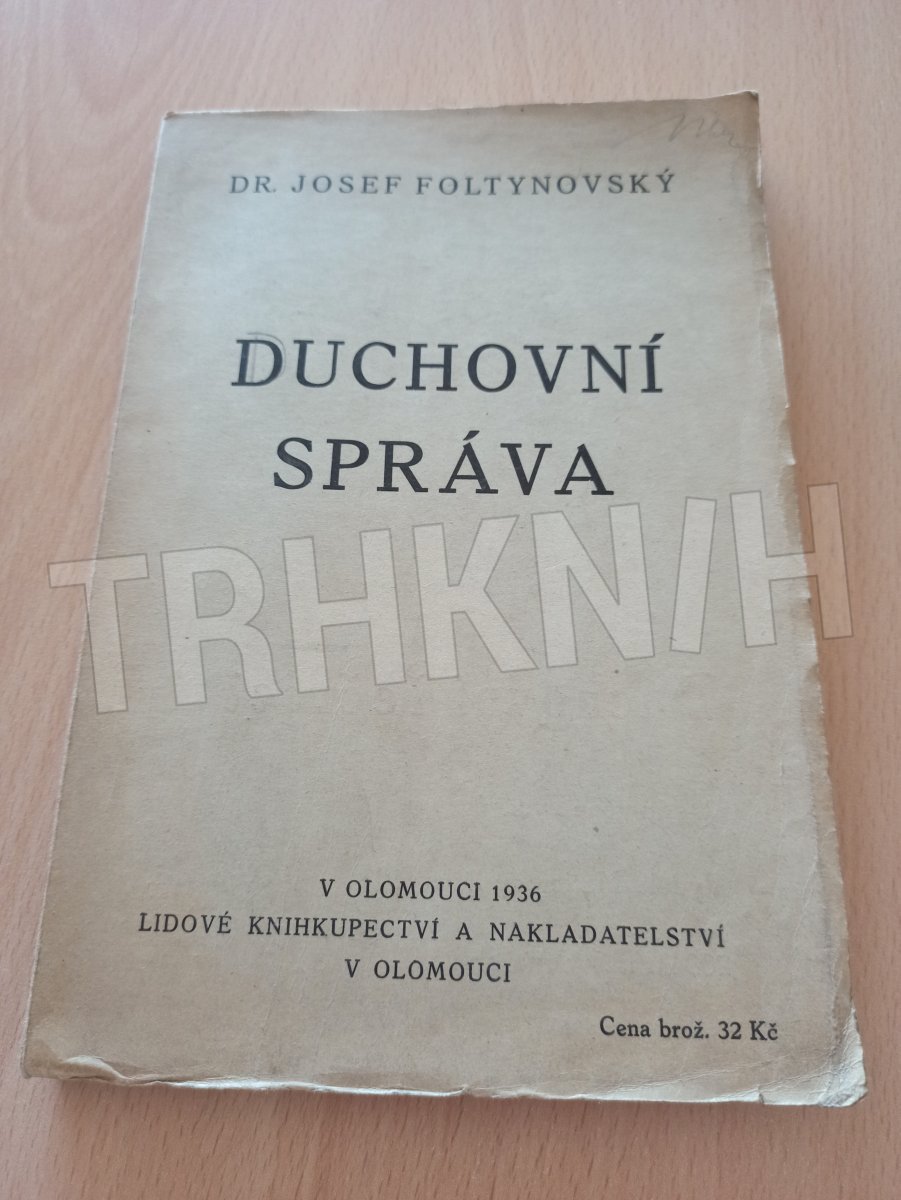 DR. JOSEF FOLTYNOVSKÝ
DUCHOVNÍ
SPRÁVA
TRHKNIH
V OLOMOUCI 1936
LIDOVÉ KNIHKUPECTVÍ A NAKLADATELSTVÍ
V OLOMOUCI
Cena brož. 32 Kč